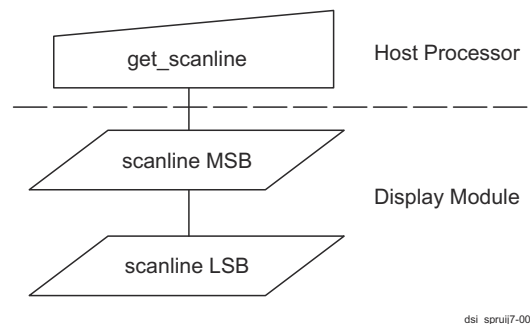 get_scanline
Host Processor
scanline MSB
Display Module
scanline LSB
dsi_spruij7-00